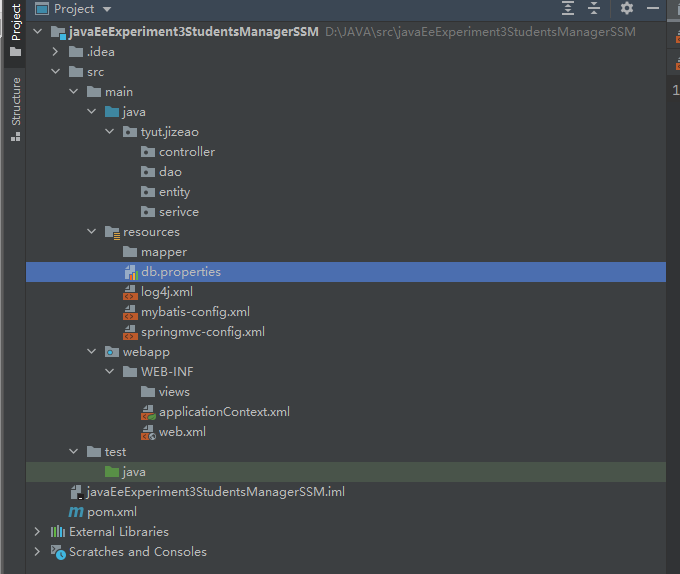 Project
Project
Structure
javaEeExperiment3StudentsManagerSSM D:\JAVA\src\javaEeExperiment3StudentsManagerSSM
.idea
src
main
java
tyut.jizeao
controller
dao
entity
serivce
resources
mapper
db.properties
log4j.xml
mybatis-config.xml
springmvc-config.xml
webapp
WEB-INF
views
applicationContext.xml
web.xml
test
java
javaEeExperiment3StudentsManagerSSM.iml
pom.xml
External Libraries
Scratches and Consoles
1